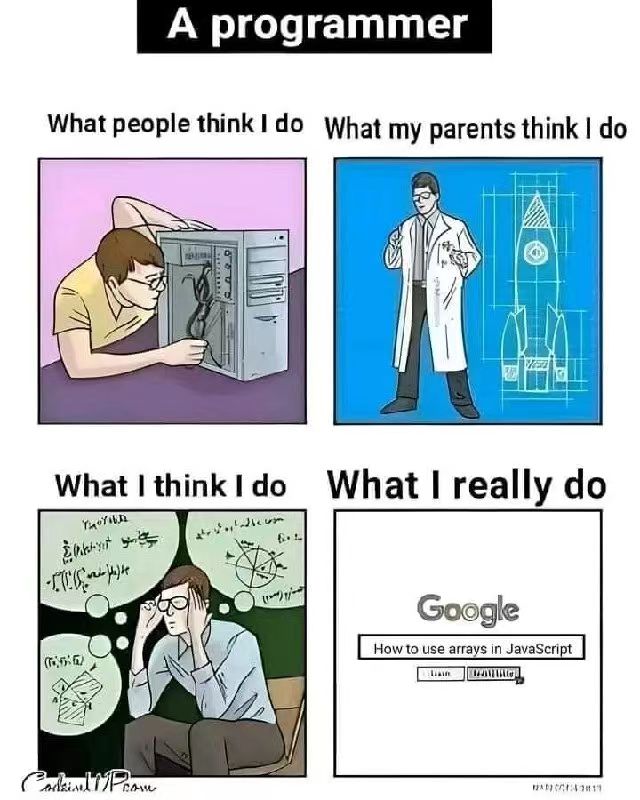 A programmer
What people think I do
What my parents think I do
What I think I do
What I really do
Google
How to use arrays in JavaScript